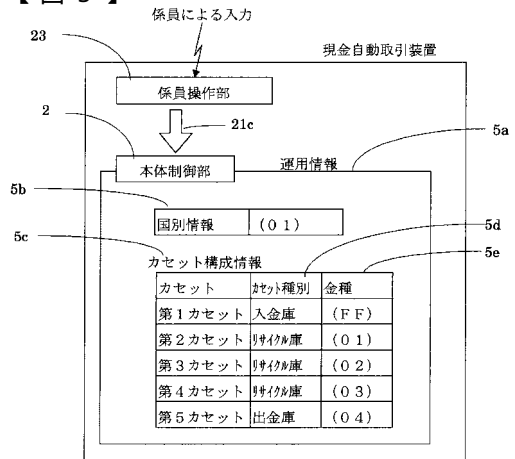 【図3】
係員による入力
23
現金自動取引装置
係員操作部
21c
2
5a
本体制御部
運用情報
5b
国別情報 (01)
5d
5c
5e
カセット構成情報
カセット カセット種別 金種
第1カセット 入金庫 (FF)
第2カセット リサイクル庫 (01)
第3カセット リサイクル庫 (02)
第4カセット リサイクル庫 (03)
第5カセット 出金庫 (04)